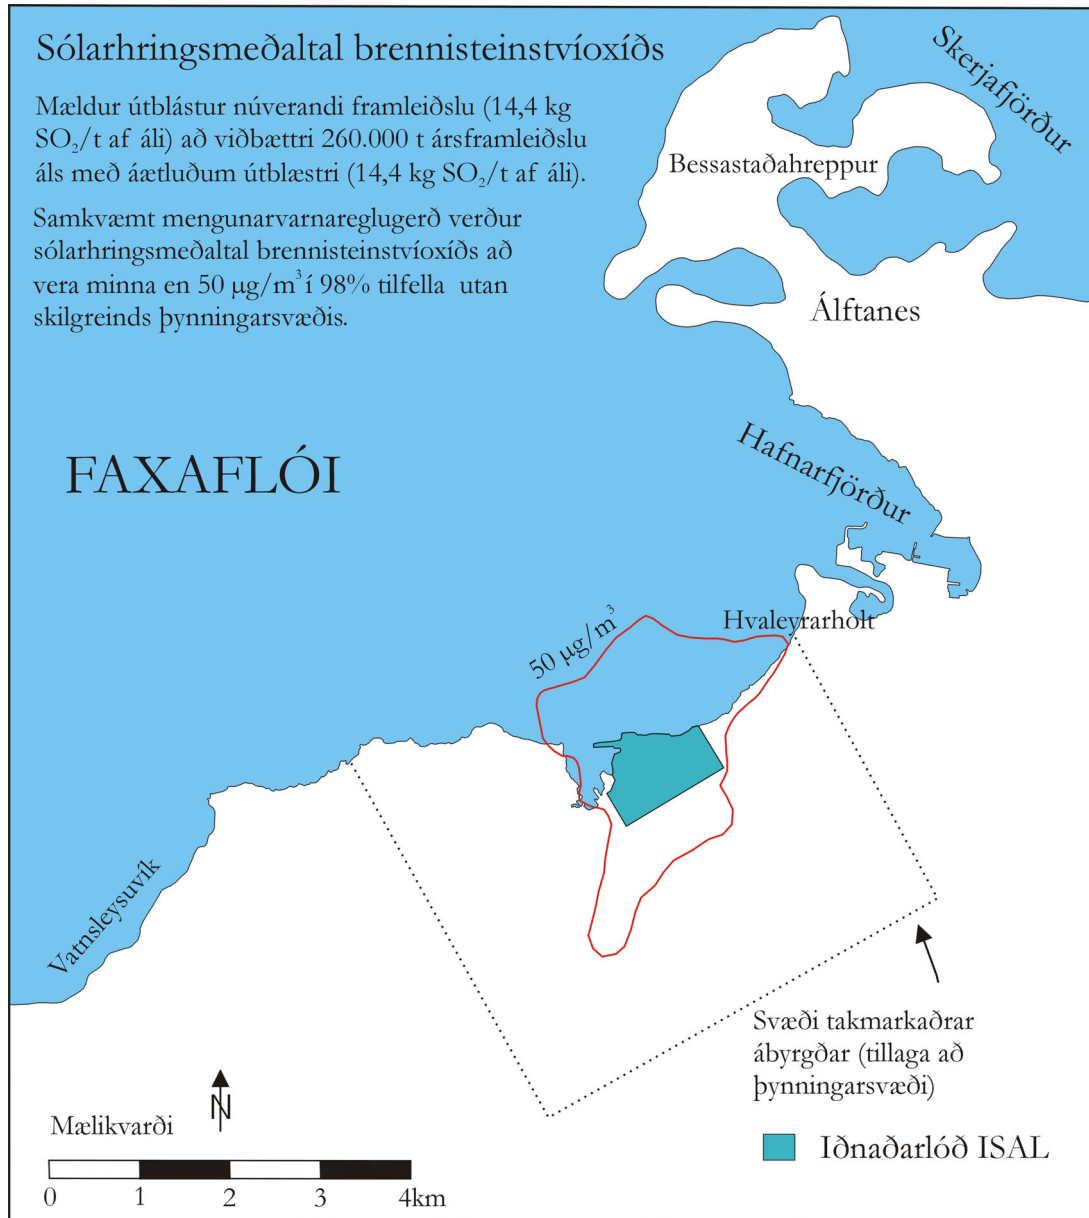 Sólarhringsmeðaltal brennisteinstvíoxíðs
Mældur útblástur núverandi framleiðslu (14,4 kg
SO₂/t af áli) að viðbættri 260.000 t ársframleiðslu
áls með áætluðum útblæstri (14,4 kg SO₂/t af áli).
Samkvæmt mengunarvarnareglugerð verður
sólarhringsmeðaltal brennisteinstvíoxíðs að
vera minna en 50 µg/m³ í 98% tilfella utan
skilgreinds þynningarsvæðis.
Skerjafjörður
Bessastaðahreppur
Álftanes
FAXAFLÓI
Hafnarfjörður
Hvaleyrarholt
50 µg/m³
Vatnsleysuvík
Svæði takmarkaðrar
ábyrgðar (tillaga að
þynningarsvæði)
N
Mælikvarði
0 1 2 3 4km
Iðnaðarlóð ISAL